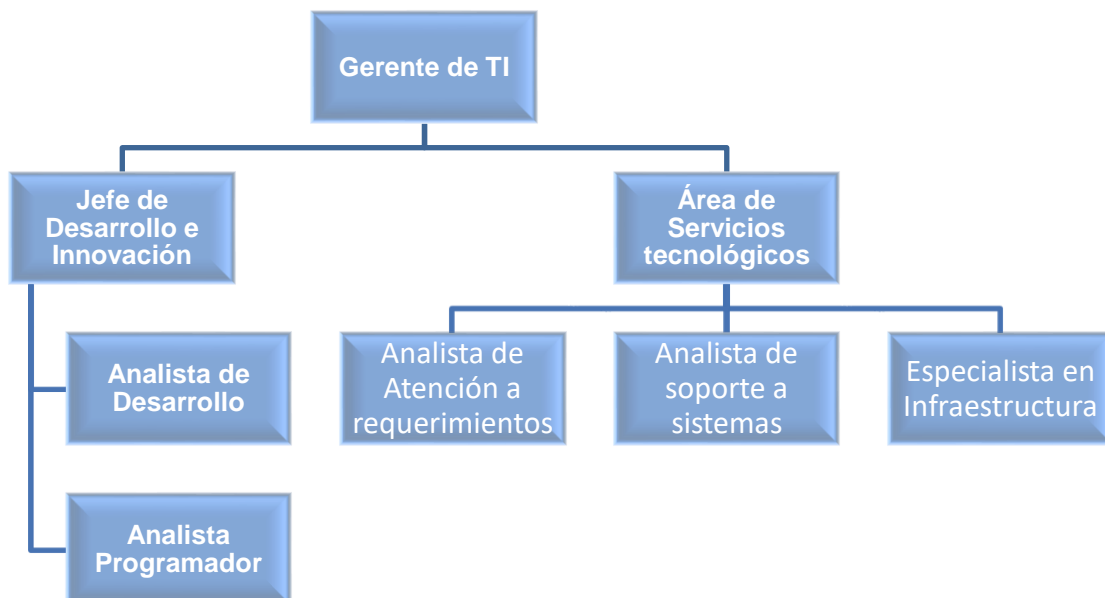 Gerente de TI
Jefe de
Desarrollo e
Innovación
Área de
Servicios
tecnológicos
Analista de
Desarrollo
Analista
Programador
Analista de
Atención a
requerimientos
Analista de
soporte a
sistemas
Especialista en
Infraestructura